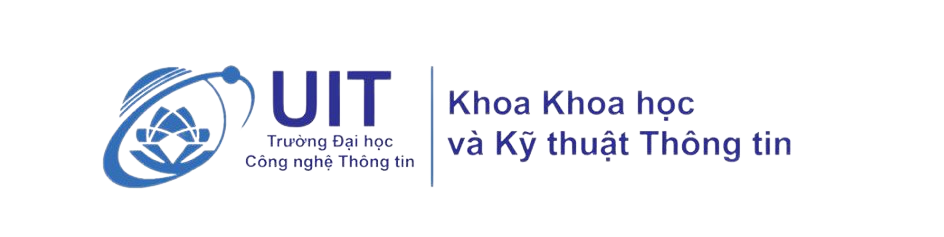 UIT
Trường Đại học
Công nghệ Thông tin
Khoa Khoa học
và Kỹ thuật Thông tin